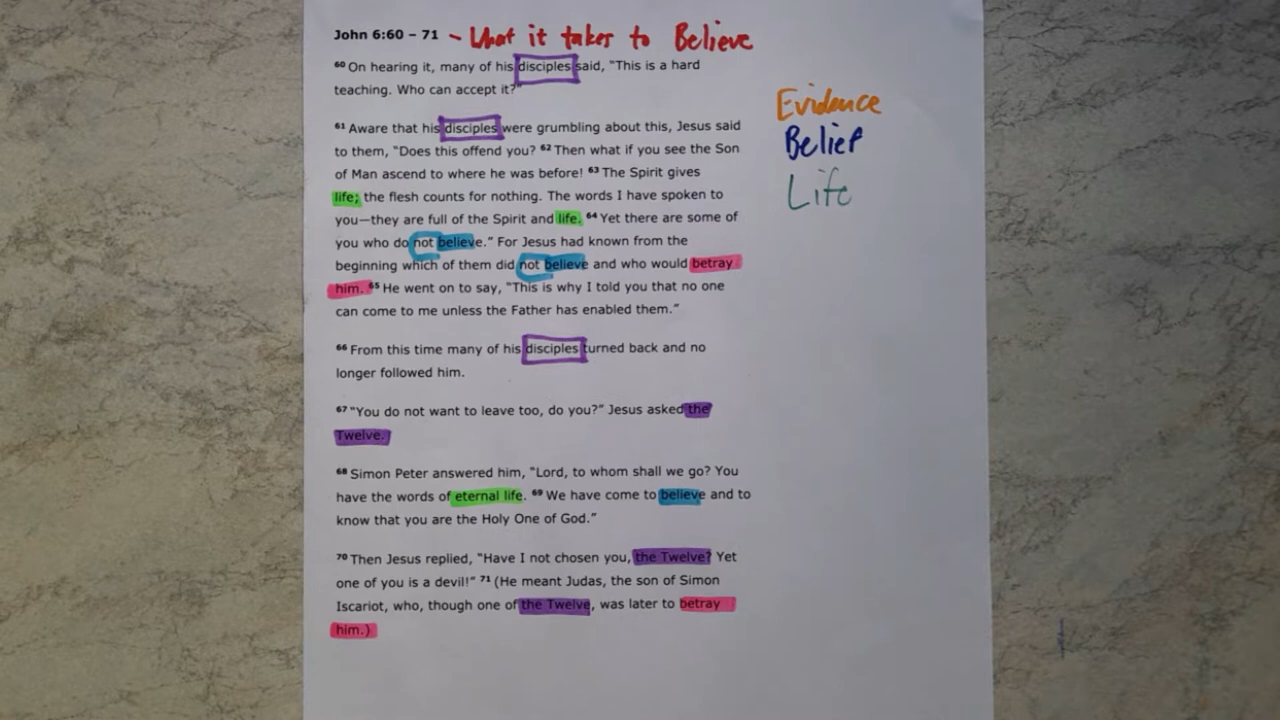 John 6:60 – 71 ~ What it takes to Believe
⁶⁰ On hearing it, many of his disciples said, “This is a hard
teaching. Who can accept it?”
⁶¹ Aware that his disciples were grumbling about this, Jesus said
to them, “Does this offend you? ⁶² Then what if you see the Son
of Man ascend to where he was before! ⁶³ The Spirit gives
life; the flesh counts for nothing. The words I have spoken to
you—they are full of the Spirit and life. ⁶⁴ Yet there are some of
you who do not believe.” For Jesus had known from the
beginning which of them did not believe and who would betray
him. ⁶⁵ He went on to say, “This is why I told you that no one
can come to me unless the Father has enabled them.”
⁶⁶ From this time many of his disciples turned back and no
longer followed him.
⁶⁷ “You do not want to leave too, do you?” Jesus asked the
Twelve.
⁶⁸ Simon Peter answered him, “Lord, to whom shall we go? You
have the words of eternal life. ⁶⁹ We have come to believe and to
know that you are the Holy One of God.”
⁷⁰ Then Jesus replied, “Have I not chosen you, the Twelve? Yet
one of you is a devil!” ⁷¹ (He meant Judas, the son of Simon
Iscariot, who, though one of the Twelve, was later to betray
him.)
Evidence
Belief
Life